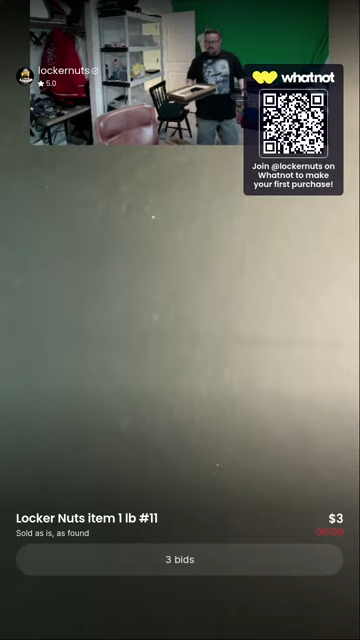 lockernuts
★ 5.0
whatnot
Join @lockernuts on
Whatnot to make
your first purchase!
Locker Nuts item 1 lb #11
$3
Sold as is, as found
00:00
3 bids